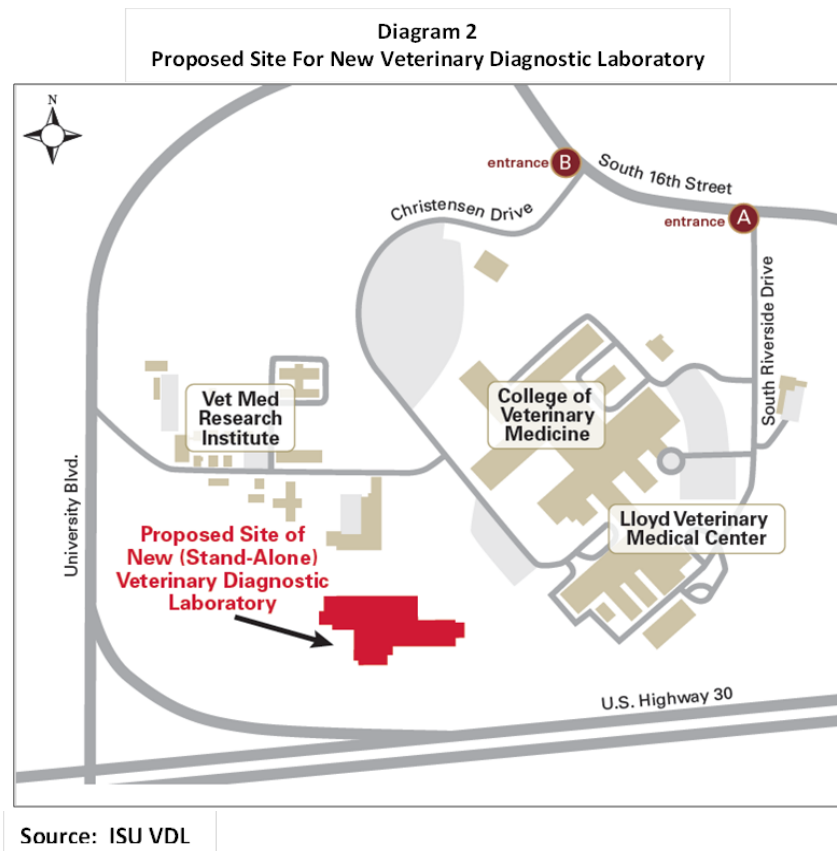 Diagram 2
Proposed Site For New Veterinary Diagnostic Laboratory
N
entrance B
South 16th Street
Christensen Drive
entrance A
South Riverside Drive
Vet Med
Research
Institute
College of
Veterinary
Medicine
University Blvd.
Lloyd Veterinary
Medical Center
Proposed Site of
New (Stand-Alone)
Veterinary Diagnostic
Laboratory
U.S. Highway 30
Source: ISU VDL